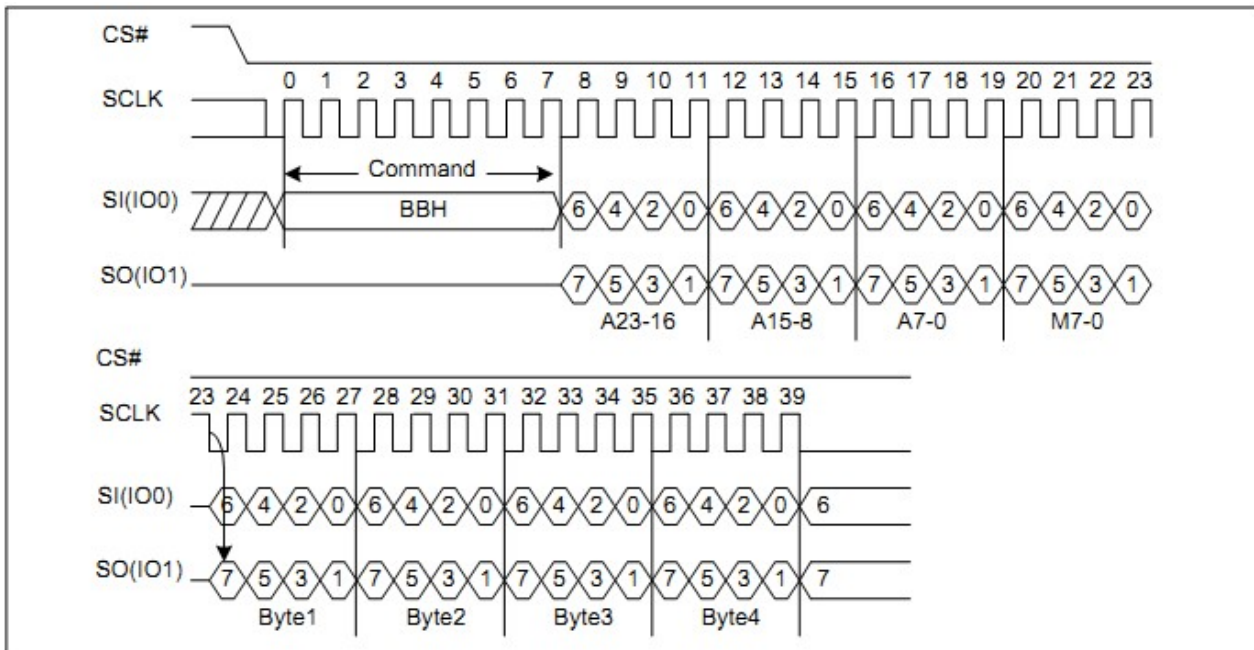 CS#
0 1 2 3 4 5 6 7 8 9 10 11 12 13 14 15 16 17 18 19 20 21 22 23
SCLK
Command
SI(IO0) BBH 6 4 2 0 6 4 2 0 6 4 2 0 6 4 2 0
SO(IO1) 7 5 3 1 7 5 3 1 7 5 3 1 7 5 3 1
A23-16 A15-8 A7-0 M7-0
CS#
23 24 25 26 27 28 29 30 31 32 33 34 35 36 37 38 39
SCLK
SI(IO0) 6 4 2 0 6 4 2 0 6 4 2 0 6 4 2 0 6
SO(IO1) 7 5 3 1 7 5 3 1 7 5 3 1 7 5 3 1 7
Byte1 Byte2 Byte3 Byte4